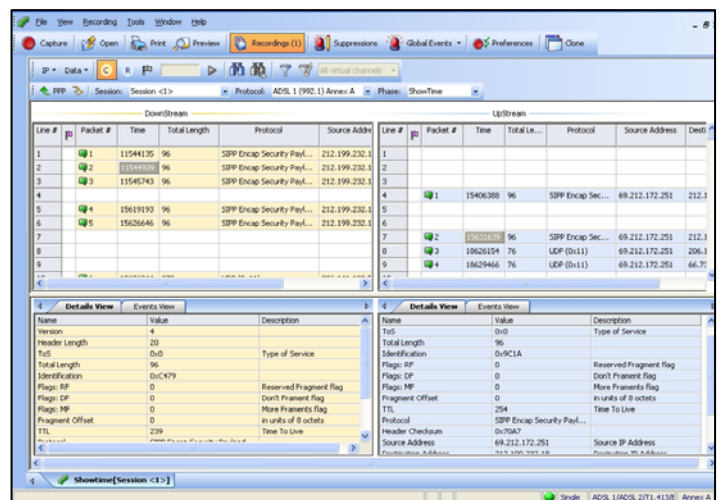 File View Recording Tools Window Help
Capture Open Print Preview Recordings (1) Suppressions Global Events Preferences Clone
IP Data C R All virtual channels
PPP Session: Session <1> Protocol: ADSL 1 (992.1) Annex A Phase: ShowTime
DownStream UpStream
Line # Packet # Time Total Length Protocol Source Addre Line # Packet # Time Total Le... Protocol Source Address Desti
1 1 11544135 96 SIPP Encap Security Payl... 212.199.232.1 1
2 2 11544939 96 SIPP Encap Security Payl... 212.199.232.1 2
3 3 11545743 96 SIPP Encap Security Payl... 212.199.232.1 3
4 4 1 15406388 96 SIPP Encap Sec... 69.212.172.251 212.1
5 4 15619193 96 SIPP Encap Security Payl... 212.199.232.1 5
6 5 15626646 96 SIPP Encap Security Payl... 212.199.232.1 6
7 7 2 15631639 96 SIPP Encap Sec... 69.212.172.251 212.1
8 8 3 18626154 76 UDP (0x11) 69.212.172.251 206.1
9 9 4 18629466 76 UDP (0x11) 69.212.172.251 66.73
Details View Events View Details View Events View
Name Value Description Name Value Description
Version 4 ToS 0x0 Type of Service
Header Length 20 Total Length 96
ToS 0x0 Type of Service Identification 0x9C1A
Total Length 96 Flags: RF 0 Reserved Fragment flag
Identification 0xC479 Flags: DF 0 Don't Frament flag
Flags: RF 0 Reserved Fragment flag Flags: MF 0 More Framents flag
Flags: DF 0 Don't Frament flag Fragment Offset 0 in units of 8 octets
Flags: MF 0 More Framents flag TTL 254 Time To Live
Fragment Offset 0 in units of 8 octets Protocol SIPP Encap Security Payl...
TTL 239 Time To Live Header Checksum 0x70A7
Source Address 69.212.172.251 Source IP Address
Showtime[Session <1>]
Single ADSL 1/ADSL 2/T1.413/E Annex A